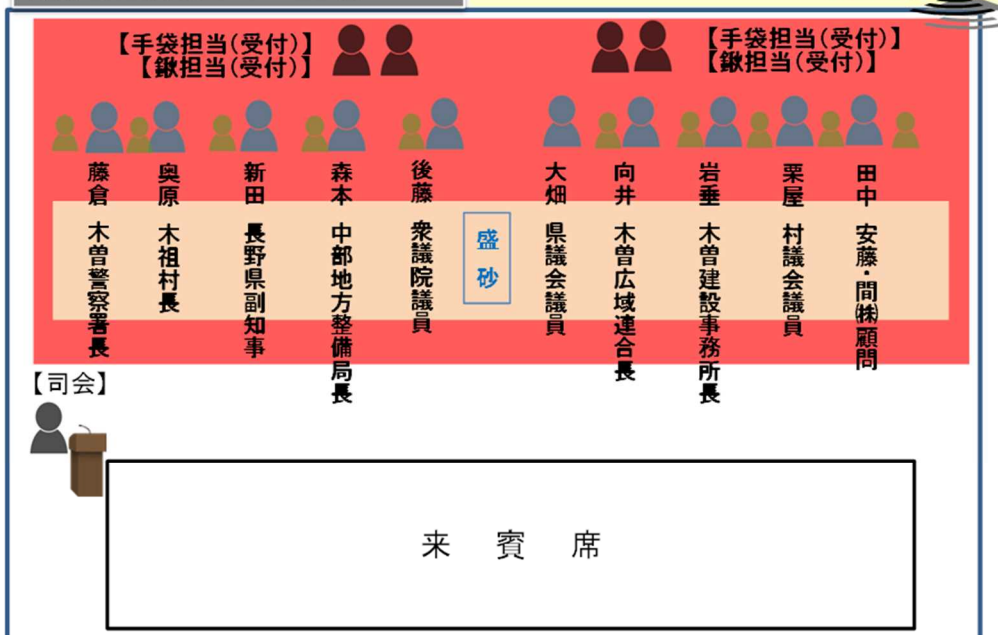 【手袋担当(受付)】
【鍬担当(受付)】
【手袋担当(受付)】
【鍬担当(受付)】
藤倉 木曽警察署長
奥原 木祖村長
新田 長野県副知事
森本 中部地方整備局長
後藤 衆議院議員
盛砂
大畑 県議会議員
向井 木曽広域連合長
岩垂 木曽建設事務所長
栗屋 村議会議員
田中 安藤・間㈱顧問
【司会】
来賓席